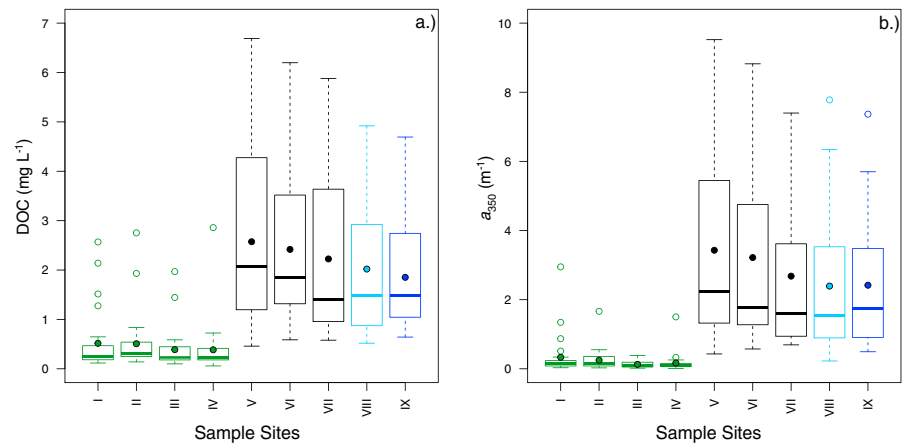 a.)
DOC (mg L⁻¹)
7
6
5
4
3
2
1
0
I II III IV V VI VII VIII IX
Sample Sites
b.)
a₃₅₀ (m⁻¹)
10
8
6
4
2
0
I II III IV V VI VII VIII IX
Sample Sites